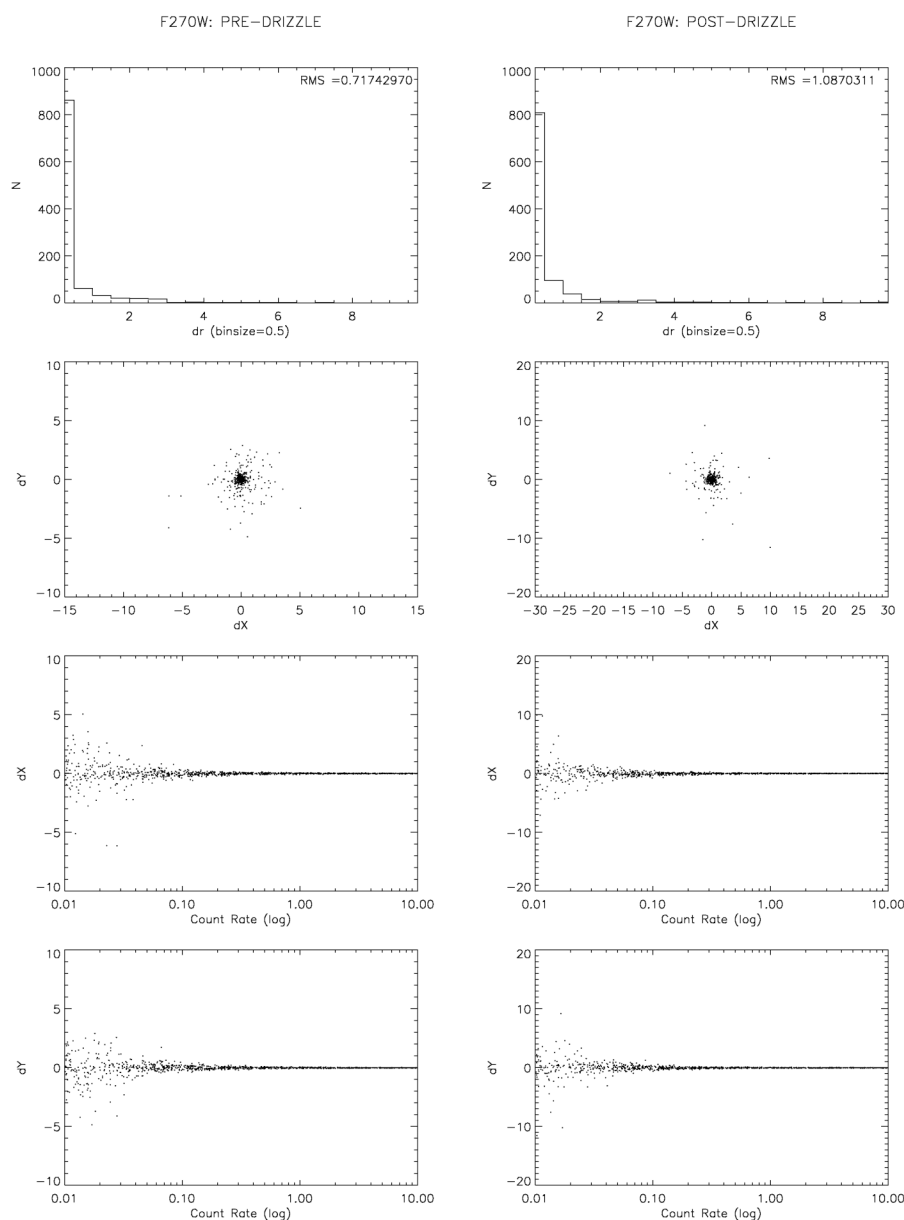 F270W: PRE-DRIZZLE
F270W: POST-DRIZZLE
RMS =0.71742970
1000
800
600
400
200
0
N
2 4 6 8
dr (binsize=0.5)
RMS =1.0870311
1000
800
600
400
200
0
N
2 4 6 8
dr (binsize=0.5)
10
5
0
-5
-10
dY
-15 -10 -5 0 5 10 15
dX
20
10
0
-10
-20
dY
-30 -25 -20 -15 -10 -5 0 5 10 15 20 25 30
dX
10
5
0
-5
-10
dX
0.01 0.10 1.00 10.00
Count Rate (log)
20
10
0
-10
-20
dX
0.01 0.10 1.00 10.00
Count Rate (log)
10
5
0
-5
-10
dY
0.01 0.10 1.00 10.00
Count Rate (log)
20
10
0
-10
-20
dY
0.01 0.10 1.00 10.00
Count Rate (log)